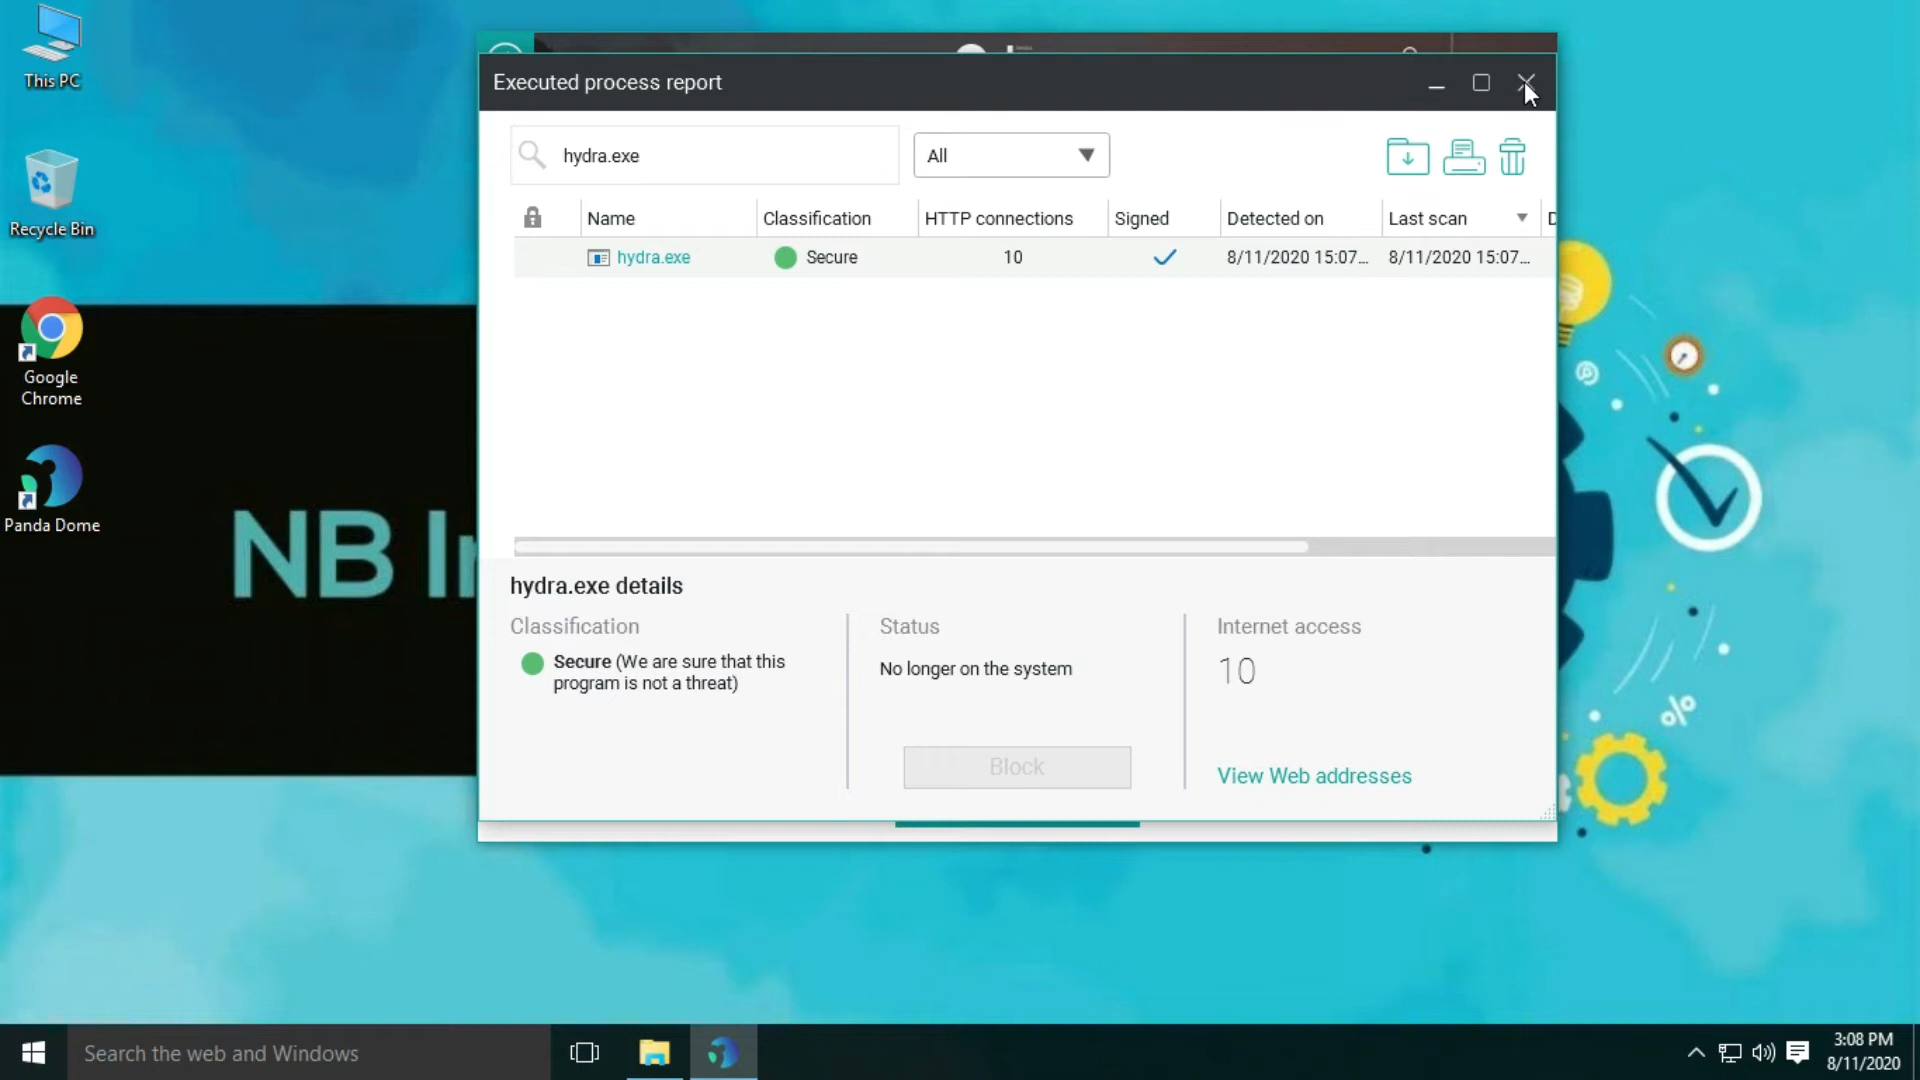 This PC
Recycle Bin
Google
Chrome
Panda Dome
NB
Executed process report
hydra.exe
All
Name Classification HTTP connections Signed Detected on Last scan
hydra.exe Secure 10 8/11/2020 15:07... 8/11/2020 15:07...
hydra.exe details
Classification
Secure (We are sure that this
program is not a threat)
Status
No longer on the system
Block
Internet access
10
View Web addresses
%
Search the web and Windows
3:08 PM
8/11/2020